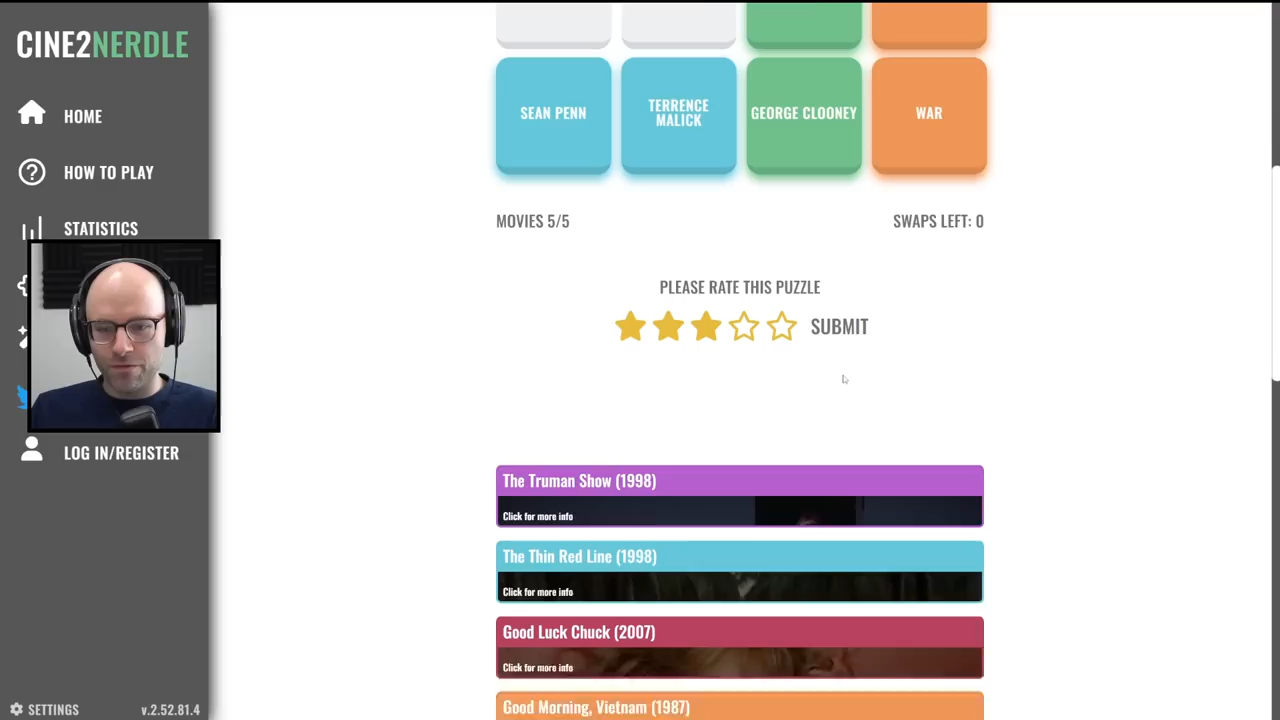 CINE2NERDLE
HOME
HOW TO PLAY
STATISTICS
LOG IN/REGISTER
SETTINGS
v.2.52.81.4
SEAN PENN
TERRENCE
MALICK
GEORGE CLOONEY
WAR
MOVIES 5/5
SWAPS LEFT: 0
PLEASE RATE THIS PUZZLE
SUBMIT
The Truman Show (1998)
Click for more info
The Thin Red Line (1998)
Click for more info
Good Luck Chuck (2007)
Click for more info
Good Morning, Vietnam (1987)